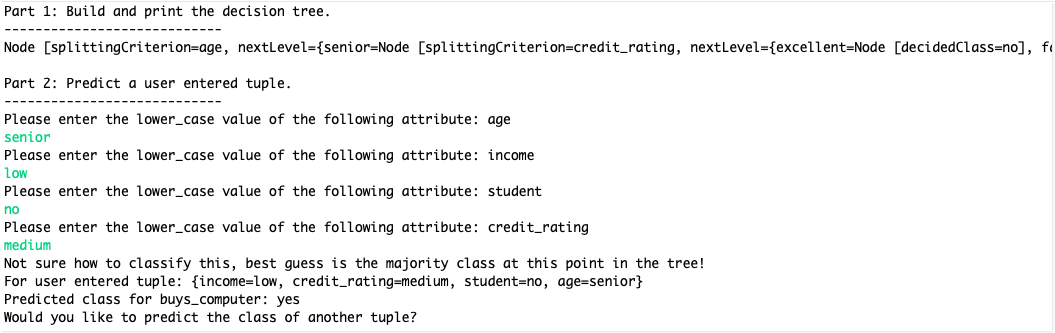 Part 1: Build and print the decision tree.
----------------------------
Node [splittingCriterion=age, nextLevel={senior=Node [splittingCriterion=credit_rating, nextLevel={excellent=Node [decidedClass=no], fa
Part 2: Predict a user entered tuple.
----------------------------
Please enter the lower_case value of the following attribute: age
senior
Please enter the lower_case value of the following attribute: income
low
Please enter the lower_case value of the following attribute: student
no
Please enter the lower_case value of the following attribute: credit_rating
medium
Not sure how to classify this, best guess is the majority class at this point in the tree!
For user entered tuple: {income=low, credit_rating=medium, student=no, age=senior}
Predicted class for buys_computer: yes
Would you like to predict the class of another tuple?